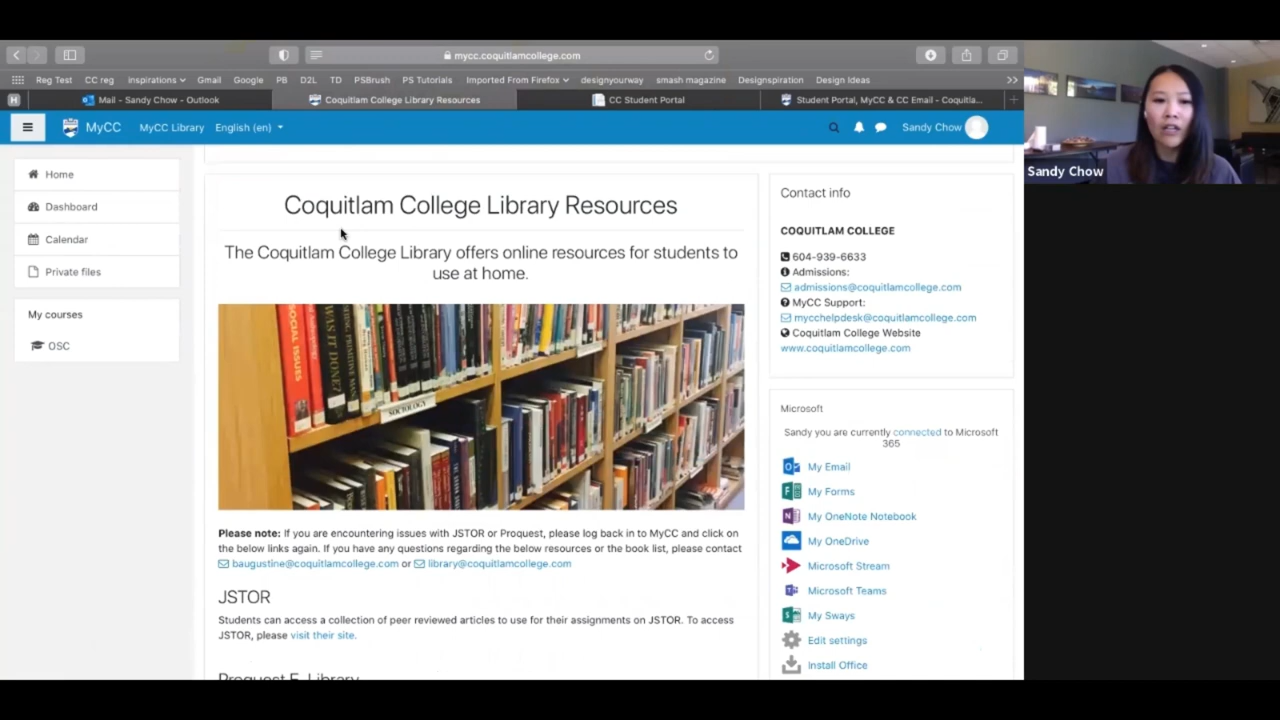 mycc.coquitlamcollege.com
Reg Test CC reg inspirations Gmail Google PB D2L TD PSBrush PS Tutorials Imported From Firefox designyourway smash magazine Designspiration Design Ideas
H Mail - Sandy Chow - Outlook Coquitlam College Library Resources CC Student Portal Student Portal, MyCC & CC Email - Coquitla...
MyCC MyCC Library English (en) Sandy Chow
Sandy Chow
Home
Dashboard
Calendar
Private files
My courses
OSC
Coquitlam College Library Resources
The Coquitlam College Library offers online resources for students to
use at home.
SOCIAL ISSUES
WAS IT DONE?
SOCIOLOGY
Please note: If you are encountering issues with JSTOR or Proquest, please log back in to MyCC and click on
the below links again. If you have any questions regarding the below resources or the book list, please contact
baugustine@coquitlamcollege.com or library@coquitlamcollege.com
JSTOR
Students can access a collection of peer reviewed articles to use for their assignments on JSTOR. To access
JSTOR, please visit their site.
Proquest E-Library
Contact info
COQUITLAM COLLEGE
604-939-6633
Admissions:
admissions@coquitlamcollege.com
MyCC Support:
mycchelpdesk@coquitlamcollege.com
Coquitlam College Website
www.coquitlamcollege.com
Microsoft
Sandy you are currently connected to Microsoft
365
My Email
My Forms
My OneNote Notebook
My OneDrive
Microsoft Stream
Microsoft Teams
My Sways
Edit settings
Install Office